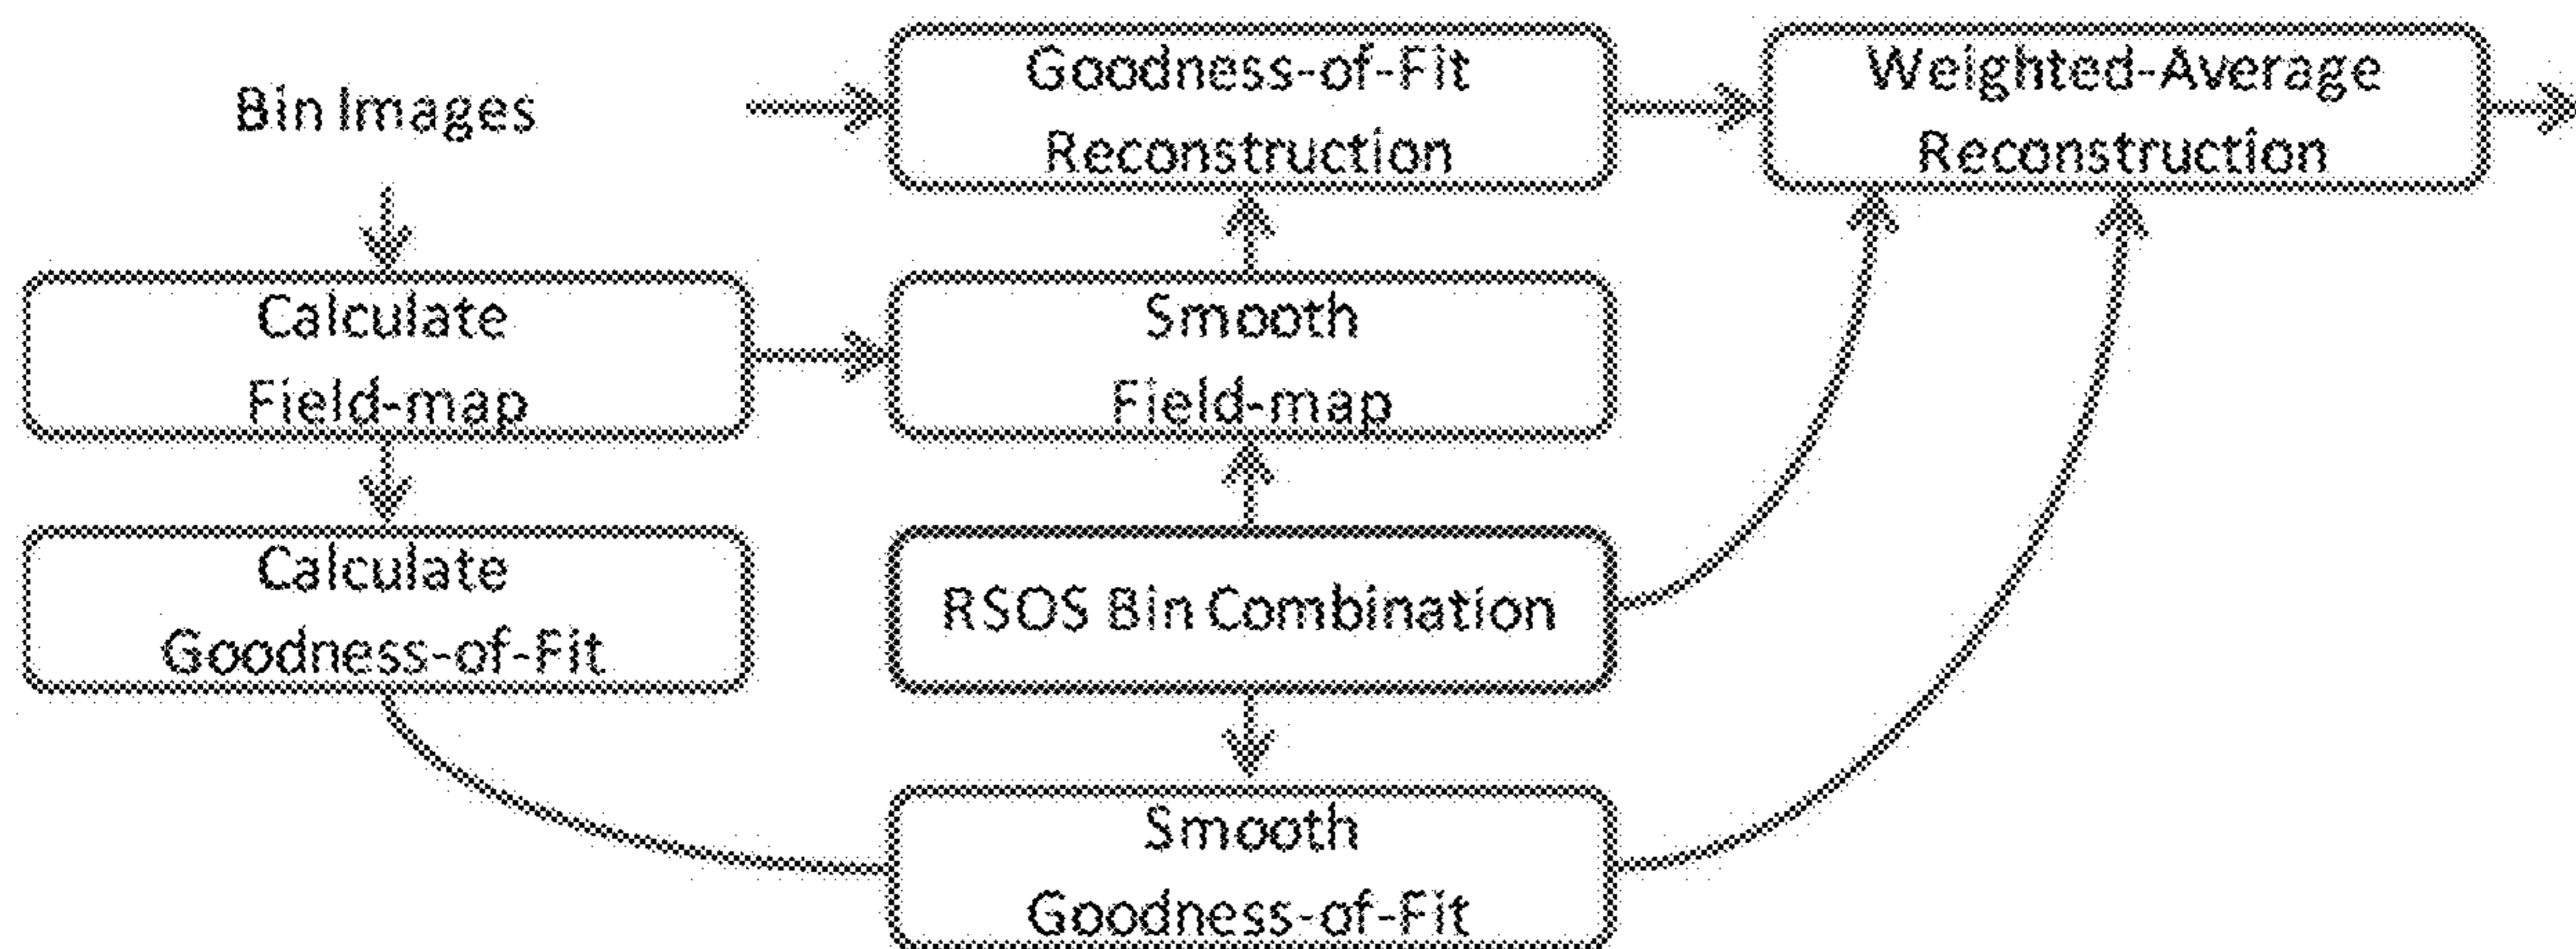 Bin Images
Goodness-of-Fit
Reconstruction
Weighted-Average
Reconstruction
Calculate
Field-map
Smooth
Field-map
Calculate
Goodness-of-Fit
RSOS Bin Combination
Smooth
Goodness-of-Fit